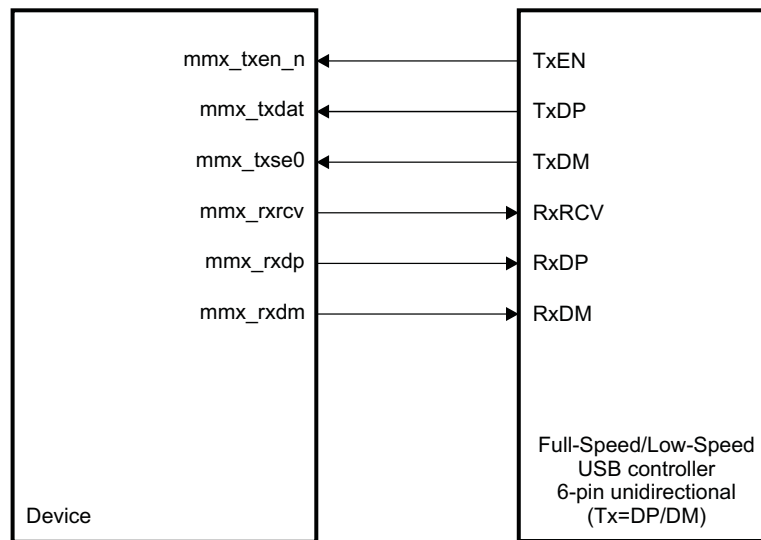 mmx_txen_n TxEN
mmx_txdat TxDP
mmx_txse0 TxDM
mmx_rxrcv RxRCV
mmx_rxdp RxDP
mmx_rxdm RxDM
Full-Speed/Low-Speed
USB controller
6-pin unidirectional
(Tx=DP/DM)
Device